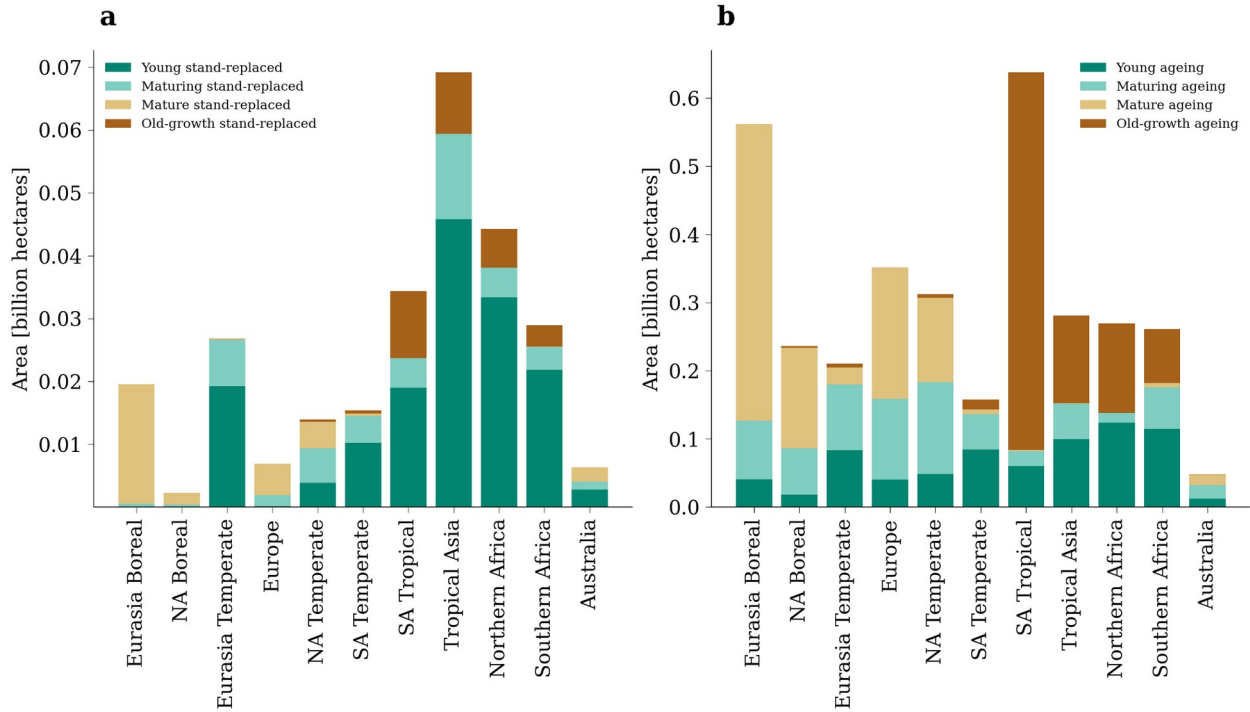 a
Area [billion hectares]
0.07
0.06
0.05
0.04
0.03
0.02
0.01
Young stand-replaced
Maturing stand-replaced
Mature stand-replaced
Old-growth stand-replaced
Eurasia Boreal
NA Boreal
Eurasia Temperate
Europe
NA Temperate
SA Temperate
SA Tropical
Tropical Asia
Northern Africa
Southern Africa
Australia
b
Area [billion hectares]
0.6
0.5
0.4
0.3
0.2
0.1
0.0
Young ageing
Maturing ageing
Mature ageing
Old-growth ageing
Eurasia Boreal
NA Boreal
Eurasia Temperate
Europe
NA Temperate
SA Temperate
SA Tropical
Tropical Asia
Northern Africa
Southern Africa
Australia